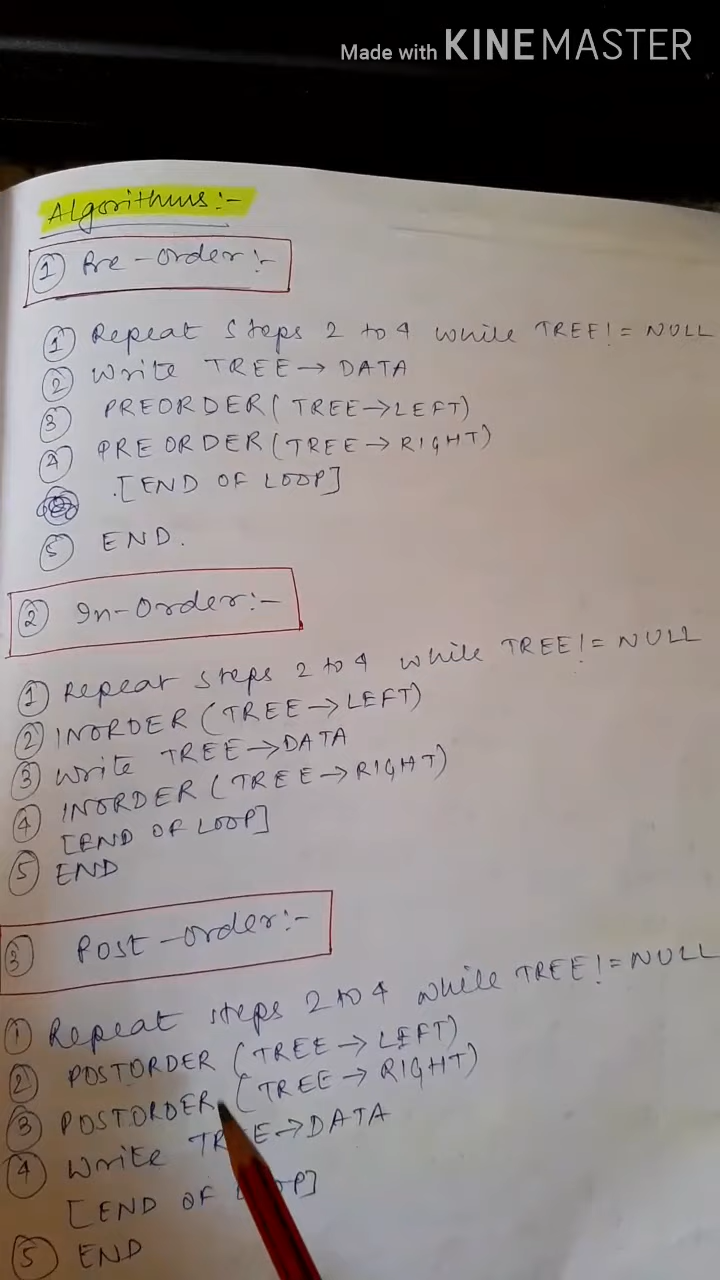 Made with KINEMASTER
Algorithms:-
① Pre-order:-
① Repeat Steps 2 to 4 while TREE != NULL
② Write TREE → DATA
③ PREORDER(TREE→LEFT)
④ PREORDER(TREE→RIGHT)
[END OF LOOP]
⑤ END.
② In-Order:-
① Repeat Steps 2 to 4 while TREE != NULL
② INORDER (TREE → LEFT)
③ Write TREE → DATA
④ INORDER (TREE → RIGHT)
[END OF LOOP]
⑤ END
③ Post-order:-
① Repeat steps 2 to 4 while TREE != NULL
② POSTORDER (TREE → LEFT)
③ POSTORDER (TREE → RIGHT)
④ Write TREE → DATA
[END OF LOOP]
⑤ END